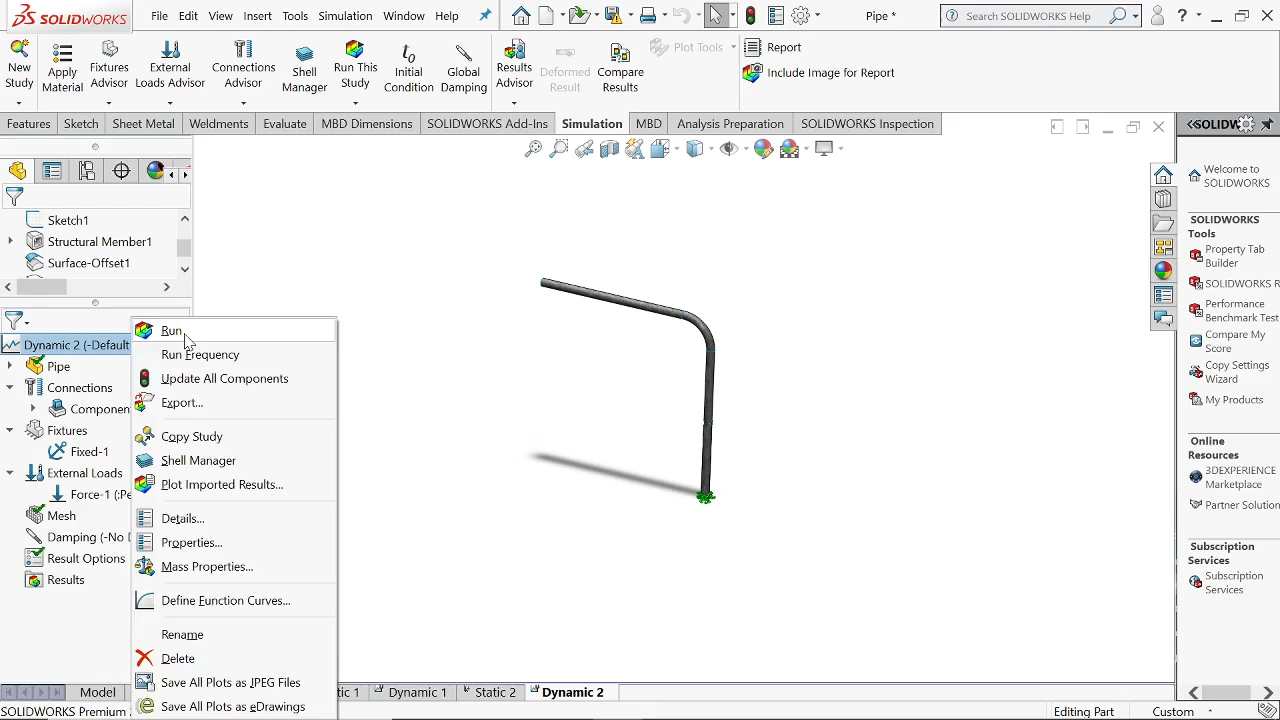 SOLIDWORKS
File Edit View Insert Tools Simulation Window Help
Pipe *
Search SOLIDWORKS Help
?
New Study
Apply Material
Fixtures Advisor
External Loads Advisor
Connections Advisor
Shell Manager
Run This Study
Initial Condition
Global Damping
Results Advisor
Deformed Result
Compare Results
Plot Tools
Report
Include Image for Report
Features Sketch Sheet Metal Weldments Evaluate MBD Dimensions SOLIDWORKS Add-Ins Simulation MBD Analysis Preparation SOLIDWORKS Inspection
Sketch1
Structural Member1
Surface-Offset1
Dynamic 2 (-Default
Pipe
Connections
Componen
Fixtures
Fixed-1
External Loads
Force-1 (:Pe
Mesh
Damping (-No D
Result Options
Results
Run
Run Frequency
Update All Components
Export...
Copy Study
Shell Manager
Plot Imported Results...
Details...
Properties...
Mass Properties...
Define Function Curves...
Rename
Delete
Save All Plots as JPEG Files
Save All Plots as eDrawings
SOLIDW
Welcome to
SOLIDWORKS
SOLIDWORKS
Tools
Property Tab
Builder
SOLIDWORKS R
Performance
Benchmark Test
Compare My
Score
Copy Settings
Wizard
My Products
Online
Resources
3DEXPERIENCE
Marketplace
Partner Solution
Subscription
Services
Subscription
Services
Model
tic 1 Dynamic 1 Static 2 Dynamic 2
SOLIDWORKS Premium 2
Editing Part Custom